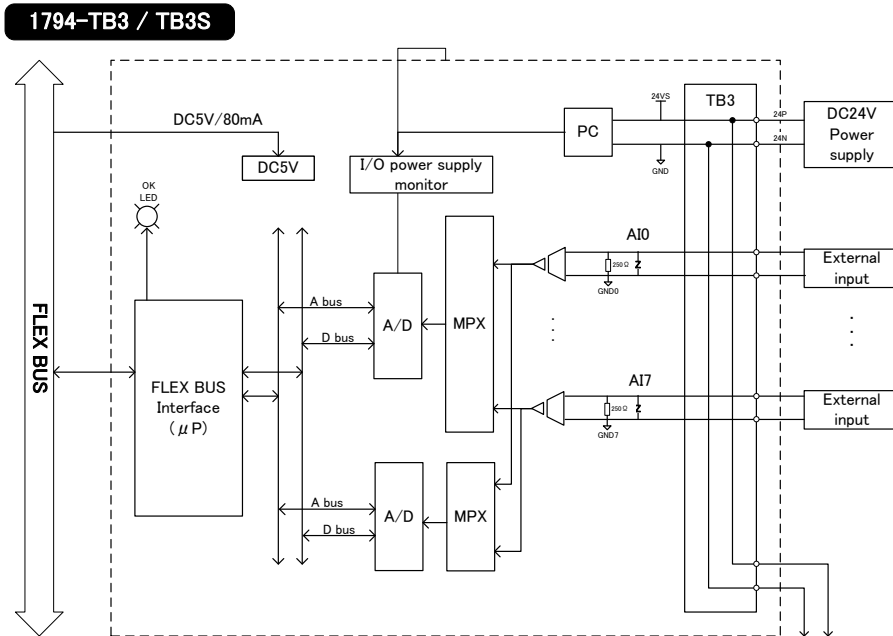 1794-TB3 / TB3S
FLEX BUS
DC5V/80mA
DC5V
OK
LED
I/O power supply
monitor
PC
24VS
GND
TB3
24P
24N
DC24V
Power
supply
FLEX BUS
Interface
(μP)
A bus
D bus
A/D
MPX
AI0
250Ω
Z
GND0
External
input
AI7
250Ω
Z
GND7
External
input
A bus
D bus
A/D
MPX